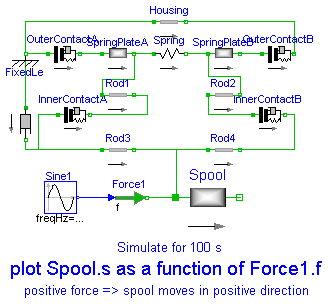 Housing
OuterContactA
SpringPlateA
Spring
SpringPlateB
OuterContactB
FixedLe
Rod1
Rod2
InnerContactA
InnerContactB
Rod3
Rod4
Sine1
Force1
Spool
f
freqHz=...
Simulate for 100 s
plot Spool.s as a function of Force1.f
positive force => spool moves in positive direction